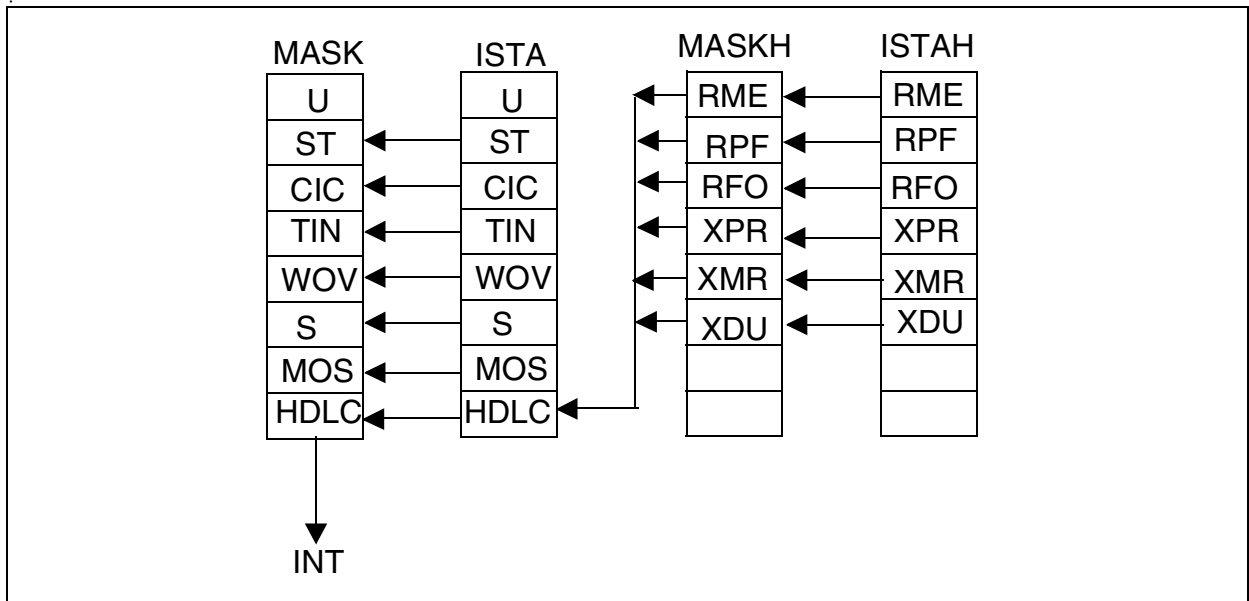 MASK ISTA MASKH ISTAH
U U RME RME
ST ST RPF RPF
CIC CIC RFO RFO
TIN TIN XPR XPR
WOV WOV XMR XMR
S S XDU XDU
MOS MOS
HDLC HDLC
INT